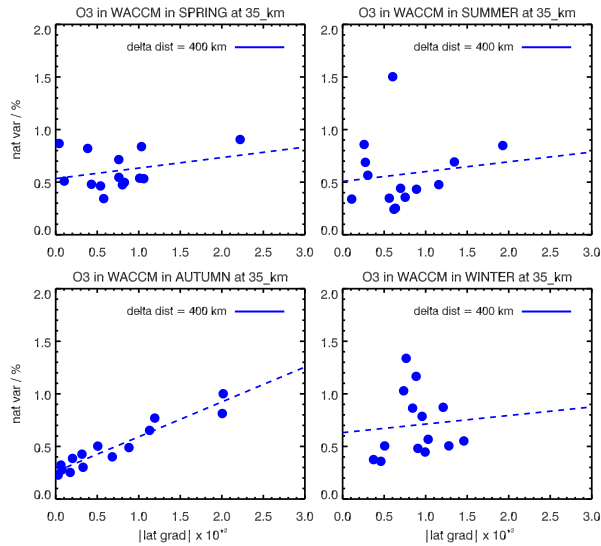 O3 in WACCM in SPRING at 35_km
O3 in WACCM in SUMMER at 35_km
delta dist = 400 km
delta dist = 400 km
2.0
1.5
1.0
0.5
0.0
nat var / %
2.0
1.5
1.0
0.5
0.0
0.0 0.5 1.0 1.5 2.0 2.5 3.0
0.0 0.5 1.0 1.5 2.0 2.5 3.0
O3 in WACCM in AUTUMN at 35_km
O3 in WACCM in WINTER at 35_km
delta dist = 400 km
delta dist = 400 km
2.0
1.5
1.0
0.5
0.0
nat var / %
2.0
1.5
1.0
0.5
0.0
0.0 0.5 1.0 1.5 2.0 2.5 3.0
0.0 0.5 1.0 1.5 2.0 2.5 3.0
|lat grad| x 10⁺²
|lat grad| x 10⁺²